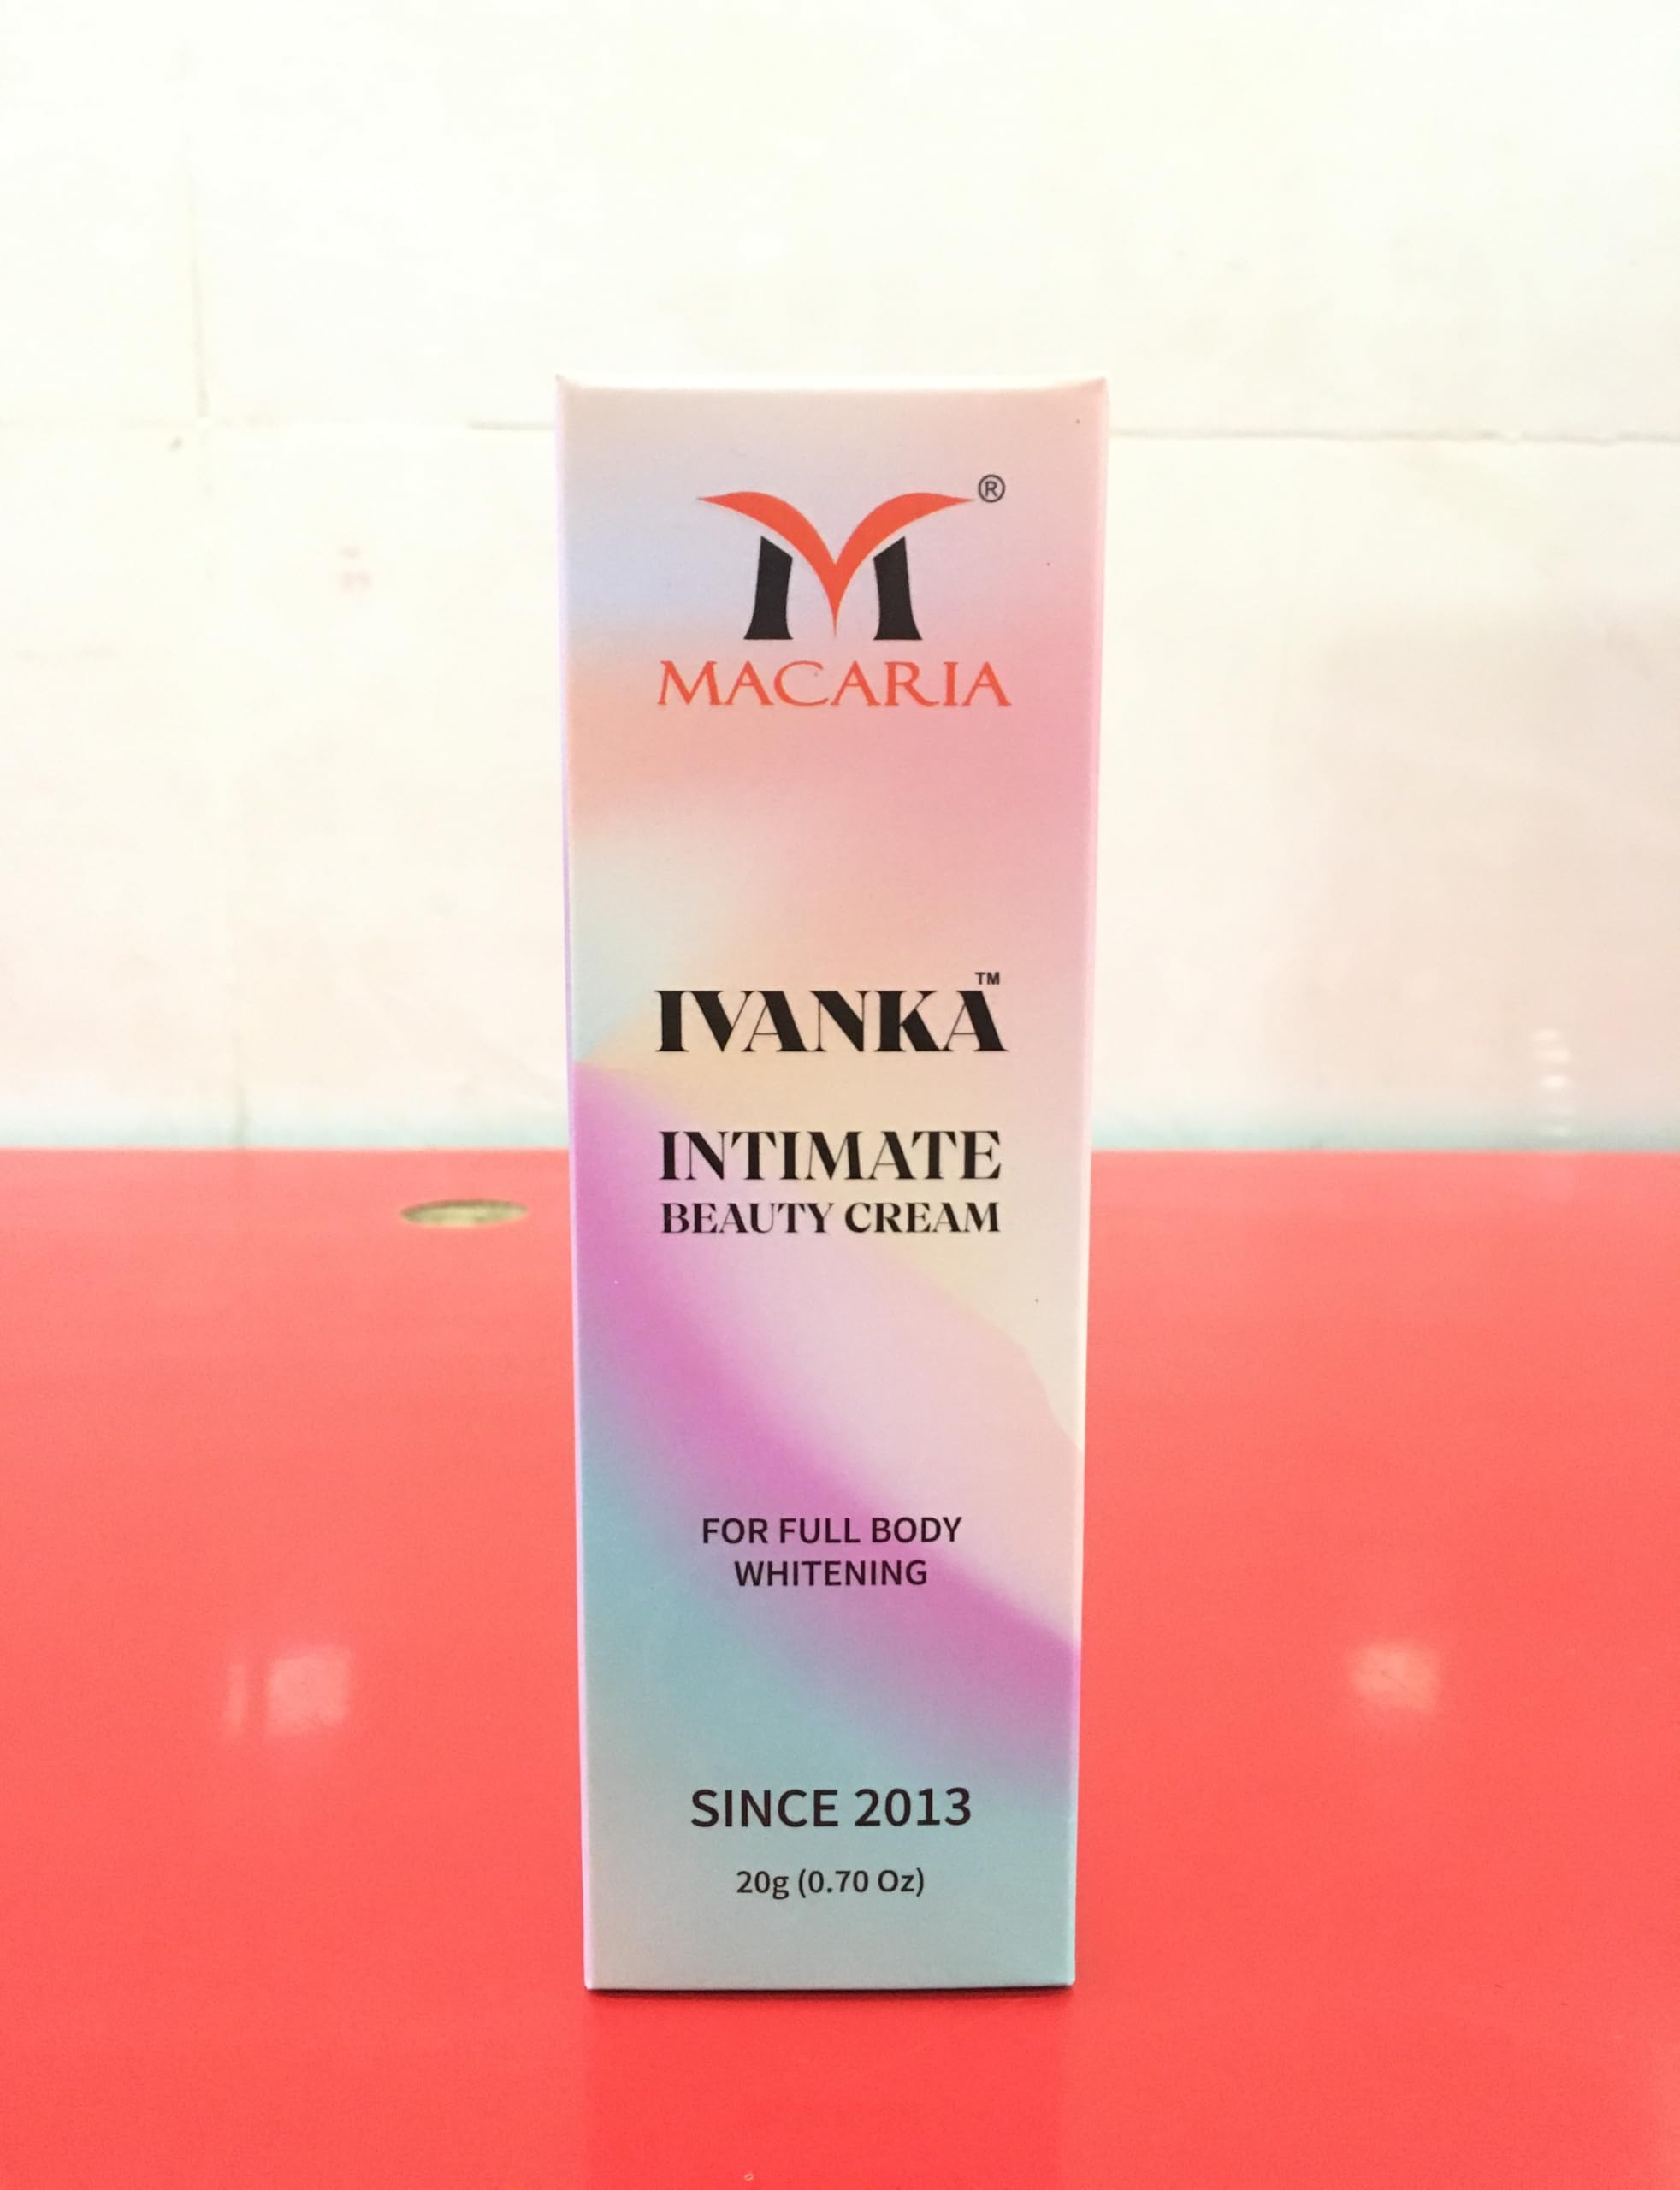 ®
MACARIA
IVANKA™
INTIMATE
BEAUTY CREAM
FOR FULL BODY
WHITENING
SINCE 2013
20g (0.70 Oz)